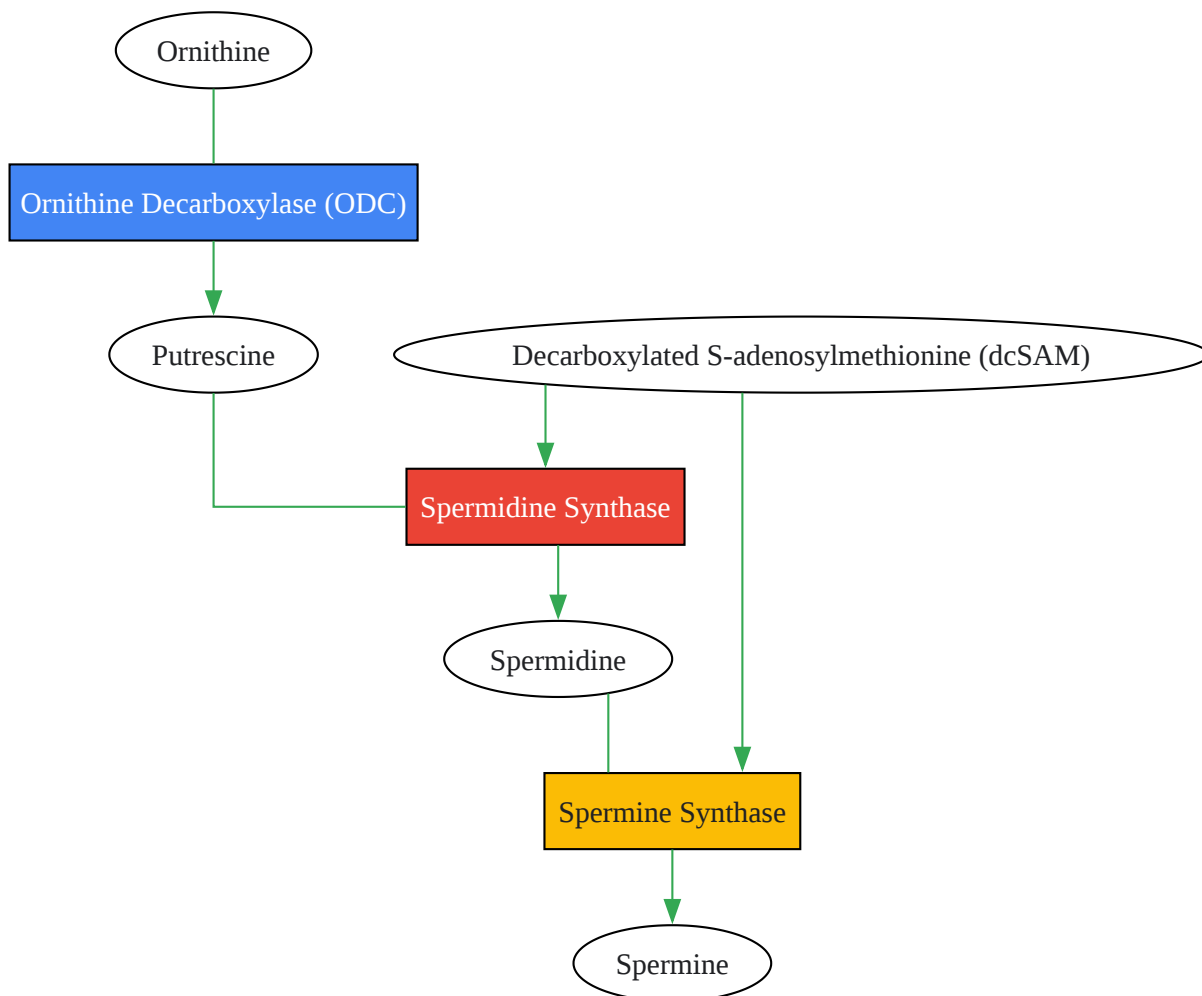 Ornithine
Ornithine Decarboxylase (ODC)
Putrescine
Decarboxylated S-adenosylmethionine (dcSAM)
Spermidine Synthase
Spermidine
Spermine Synthase
Spermine